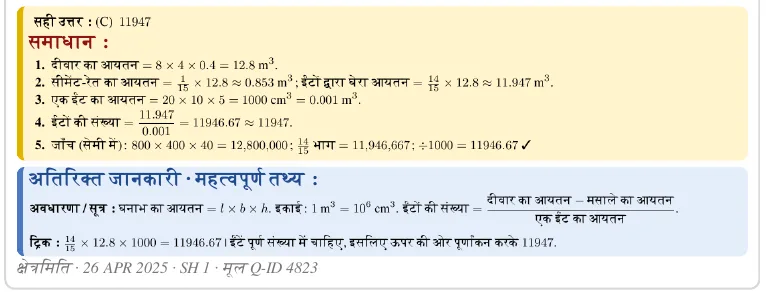 सही उत्तर : (C) 11947
समाधान :
1. दीवार का आयतन = 8 × 4 × 0.4 = 12.8 m³.
2. सीमेंट-रेत का आयतन = 1/15 × 12.8 ≈ 0.853 m³ ; ईंटों द्वारा घेरा आयतन = 14/15 × 12.8 ≈ 11.947 m³.
3. एक ईंट का आयतन = 20 × 10 × 5 = 1000 cm³ = 0.001 m³.
4. ईंटों की संख्या = 11.947/0.001 = 11946.67 ≈ 11947.
5. जाँच (सेमी में) : 800 × 400 × 40 = 12,800,000 ; 14/15 भाग = 11,946,667 ; ÷1000 = 11946.67 ✓
अतिरिक्त जानकारी · महत्वपूर्ण तथ्य :
अवधारणा / सूत्र : घनाभ का आयतन = l × b × h. इकाई : 1 m³ = 10⁶ cm³. ईंटों की संख्या = दीवार का आयतन − मसाले का आयतन/एक ईंट का आयतन.
ट्रिक : 14/15 × 12.8 × 1000 = 11946.67। ईंटें पूर्ण संख्या में चाहिए, इसलिए ऊपर की ओर पूर्णांकन करके 11947.
क्षेत्रमिति · 26 APR 2025 · SH 1 · मूल Q-ID 4823